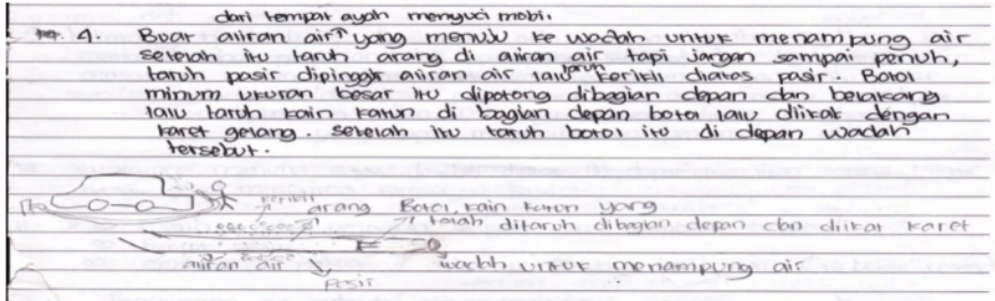 dari tempat ayah menyuci mobi.
4. Buat aliran air yang menuju ke wadah untuk menampung air
setelah itu taruh arang di aliran air tapi jangan sampai penuh,
taruh pasir dipinggir aliran air lalu taruh kerikil diatas pasir. Botol
minum ukuran besar itu dipotong dibagian depan dan belakang
lalu taruh kain katun di bagian depan botol lalu diikat dengan
karet gelang. setelah itu taruh botol itu di depan wadah
tersebut.
kerikil
arang
Botol, kain katun yang
telah ditaruh dibagian depan dan diikat karet
aliran air
pasir
wadah untuk menampung air